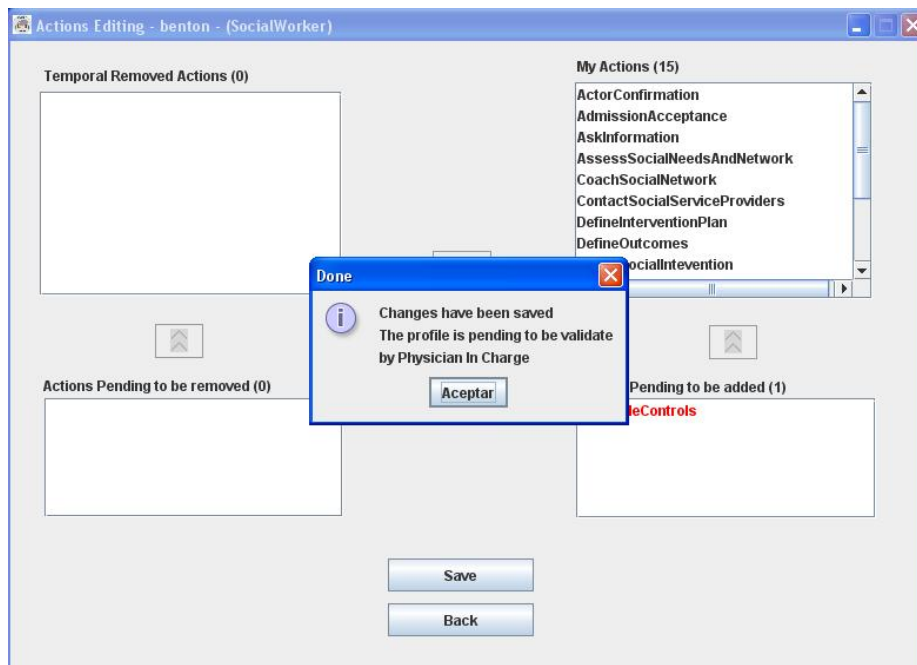 Actions Editing - benton - (SocialWorker)
Temporal Removed Actions (0)
My Actions (15)
ActorConfirmation
AdmissionAcceptance
AskInformation
AssessSocialNeedsAndNetwork
CoachSocialNetwork
ContactSocialServiceProviders
DefineInterventionPlan
DefineOutcomes
ocialIntevention
Done
Changes have been saved
The profile is pending to be validate
by Physician In Charge
Aceptar
Actions Pending to be removed (0)
Pending to be added (1)
leControls
Save
Back